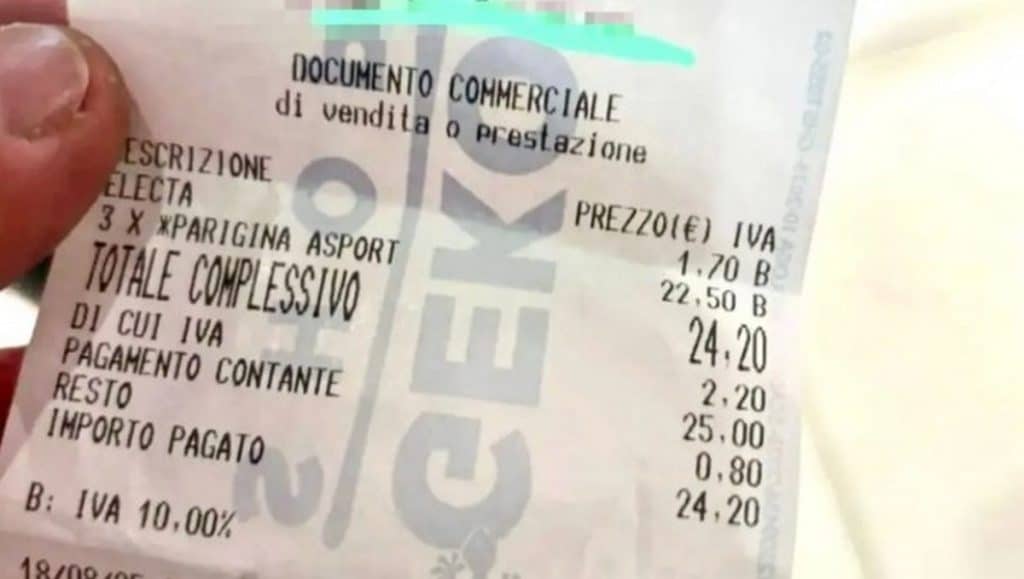 DOCUMENTO COMMERCIALE
di vendita o prestazione
ESCRIZIONE PREZZO(€) IVA
ELECTA 1,70 B
3 X *PARIGINA ASPORT 22,50 B
TOTALE COMPLESSIVO 24,20
DI CUI IVA 2,20
PAGAMENTO CONTANTE 25,00
RESTO 0,80
IMPORTO PAGATO 24,20
B: IVA 10,00%
GEKO
SHOP